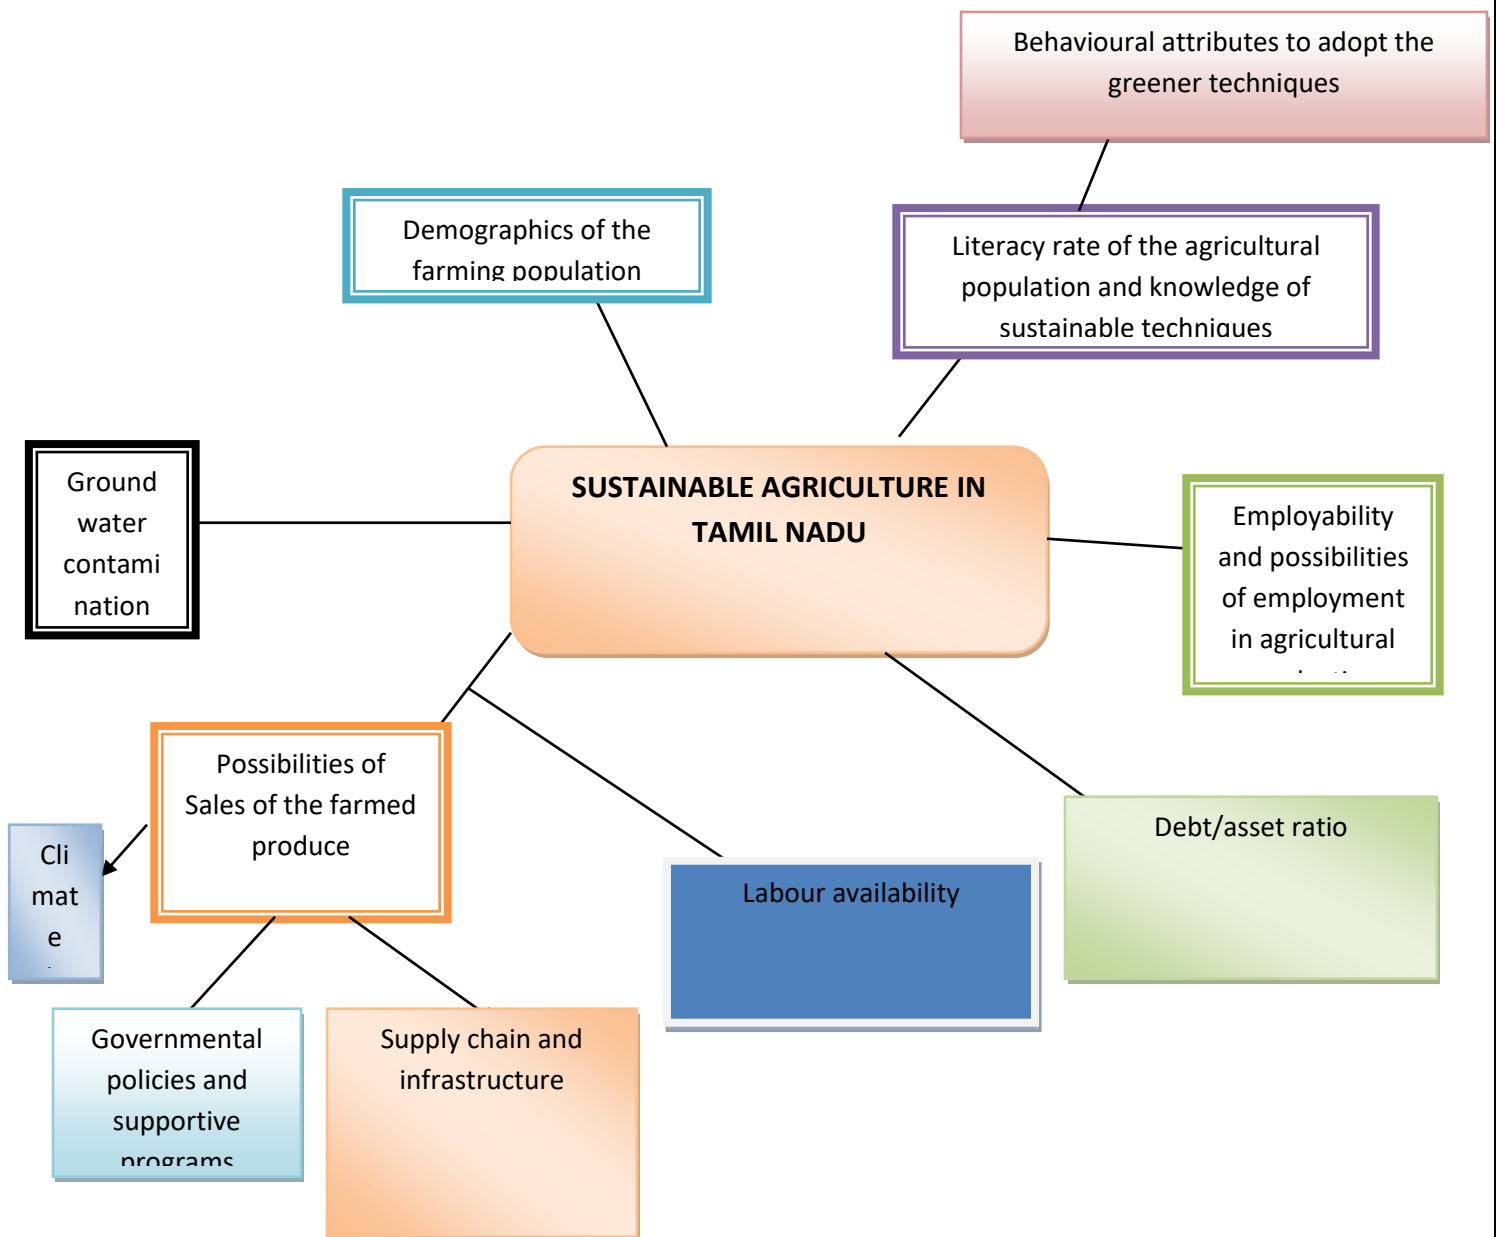 Behavioural attributes to adopt the
greener techniques
Demographics of the
farming population
Literacy rate of the agricultural
population and knowledge of
sustainable techniques
SUSTAINABLE AGRICULTURE IN
TAMIL NADU
Ground
water
contami
nation
Employability
and possibilities
of employment
in agricultural
Possibilities of
Sales of the farmed
produce
Cli
mat
e
Labour availability
Debt/asset ratio
Governmental
policies and
supportive
programs
Supply chain and
infrastructure